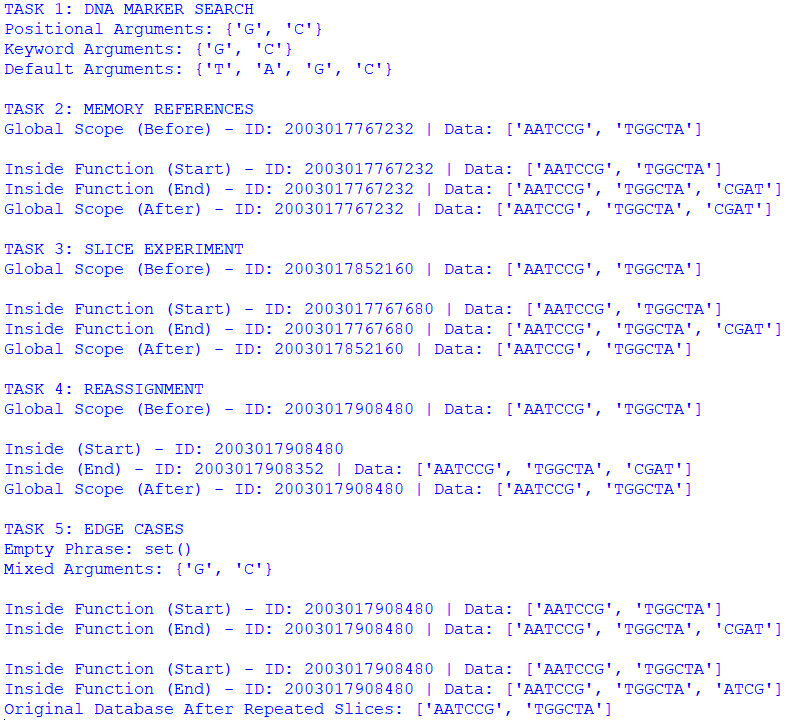 TASK 1: DNA MARKER SEARCH
Positional Arguments: {'G', 'C'}
Keyword Arguments: {'G', 'C'}
Default Arguments: {'T', 'A', 'G', 'C'}
TASK 2: MEMORY REFERENCES
Global Scope (Before) - ID: 2003017767232 | Data: ['AATCCG', 'TGGCTA']
Inside Function (Start) - ID: 2003017767232 | Data: ['AATCCG', 'TGGCTA']
Inside Function (End) - ID: 2003017767232 | Data: ['AATCCG', 'TGGCTA', 'CGAT']
Global Scope (After) - ID: 2003017767232 | Data: ['AATCCG', 'TGGCTA', 'CGAT']
TASK 3: SLICE EXPERIMENT
Global Scope (Before) - ID: 2003017852160 | Data: ['AATCCG', 'TGGCTA']
Inside Function (Start) - ID: 2003017767680 | Data: ['AATCCG', 'TGGCTA']
Inside Function (End) - ID: 2003017767680 | Data: ['AATCCG', 'TGGCTA', 'CGAT']
Global Scope (After) - ID: 2003017852160 | Data: ['AATCCG', 'TGGCTA']
TASK 4: REASSIGNMENT
Global Scope (Before) - ID: 2003017908480 | Data: ['AATCCG', 'TGGCTA']
Inside (Start) - ID: 2003017908480
Inside (End) - ID: 2003017908352 | Data: ['AATCCG', 'TGGCTA', 'CGAT']
Global Scope (After) - ID: 2003017908480 | Data: ['AATCCG', 'TGGCTA']
TASK 5: EDGE CASES
Empty Phrase: set()
Mixed Arguments: {'G', 'C'}
Inside Function (Start) - ID: 2003017908480 | Data: ['AATCCG', 'TGGCTA']
Inside Function (End) - ID: 2003017908480 | Data: ['AATCCG', 'TGGCTA', 'CGAT']
Inside Function (Start) - ID: 2003017908480 | Data: ['AATCCG', 'TGGCTA']
Inside Function (End) - ID: 2003017908480 | Data: ['AATCCG', 'TGGCTA', 'ATCG']
Original Database After Repeated Slices: ['AATCCG', 'TGGCTA']